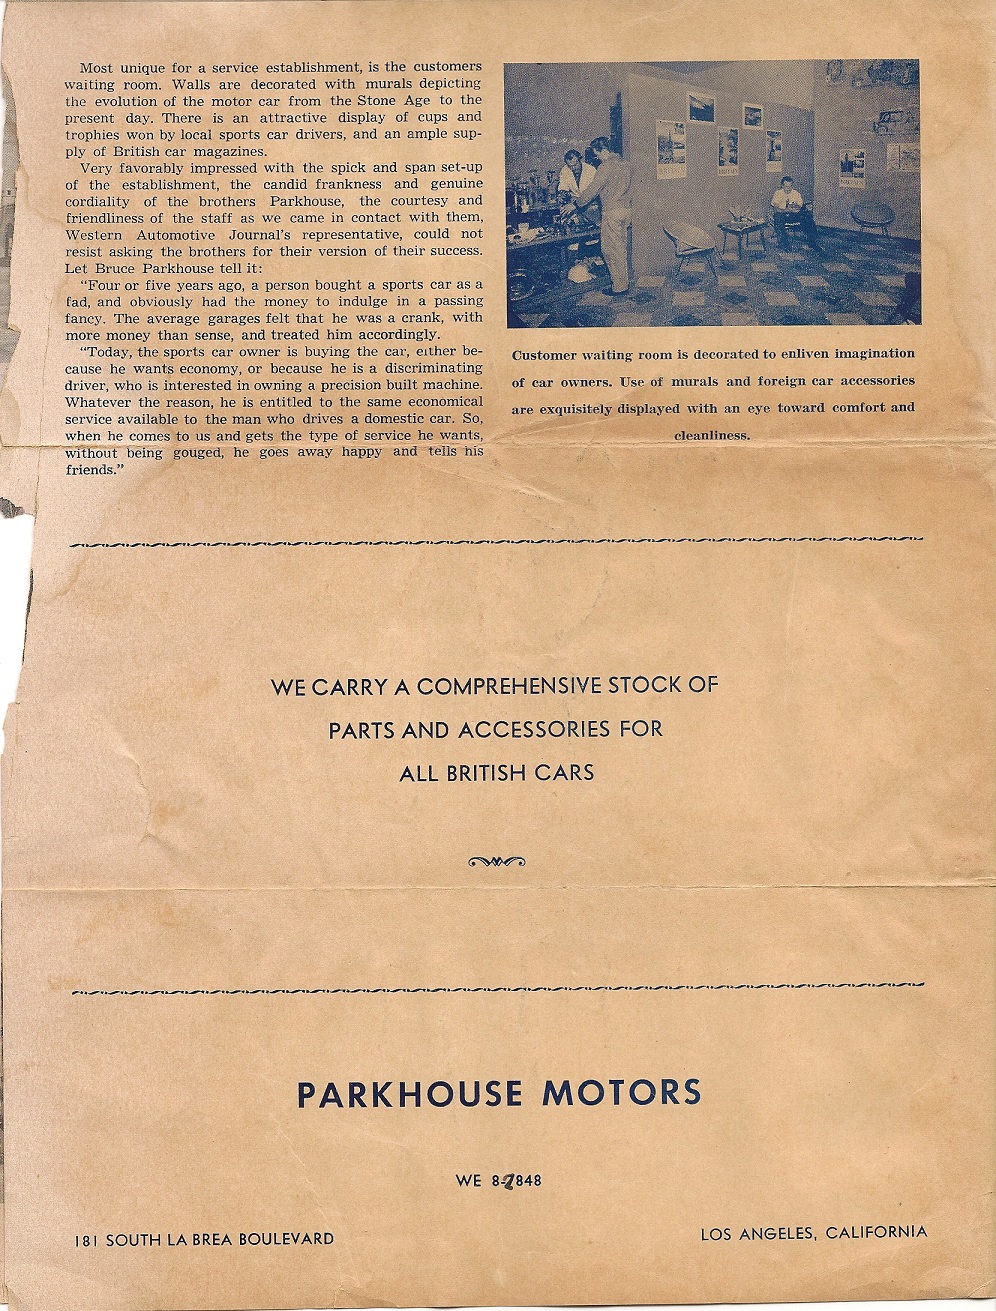 Most unique for a service establishment, is the customers
waiting room. Walls are decorated with murals depicting
the evolution of the motor car from the Stone Age to the
present day. There is an attractive display of cups and
trophies won by local sports car drivers, and an ample sup-
ply of British car magazines.
Very favorably impressed with the spick and span set-up
of the establishment, the candid frankness and genuine
cordiality of the brothers Parkhouse, the courtesy and
friendliness of the staff as we came in contact with them,
Western Automotive Journal's representative, could not
resist asking the brothers for their version of their success.
Let Bruce Parkhouse tell it:
"Four or five years ago, a person bought a sports car as a
fad, and obviously had the money to indulge in a passing
fancy. The average garages felt that he was a crank, with
more money than sense, and treated him accordingly.
"Today, the sports car owner is buying the car, either be-
cause he wants economy, or because he is a discriminating
driver, who is interested in owning a precision built machine.
Whatever the reason, he is entitled to the same economical
service available to the man who drives a domestic car. So,
when he comes to us and gets the type of service he wants,
without being gouged, he goes away happy and tells his
friends."
BRITAIN
Customer waiting room is decorated to enliven imagination
of car owners. Use of murals and foreign car accessories
are exquisitely displayed with an eye toward comfort and
cleanliness.
WE CARRY A COMPREHENSIVE STOCK OF
PARTS AND ACCESSORIES FOR
ALL BRITISH CARS
PARKHOUSE MOTORS
WE 8-2848
181 SOUTH LA BREA BOULEVARD
LOS ANGELES, CALIFORNIA